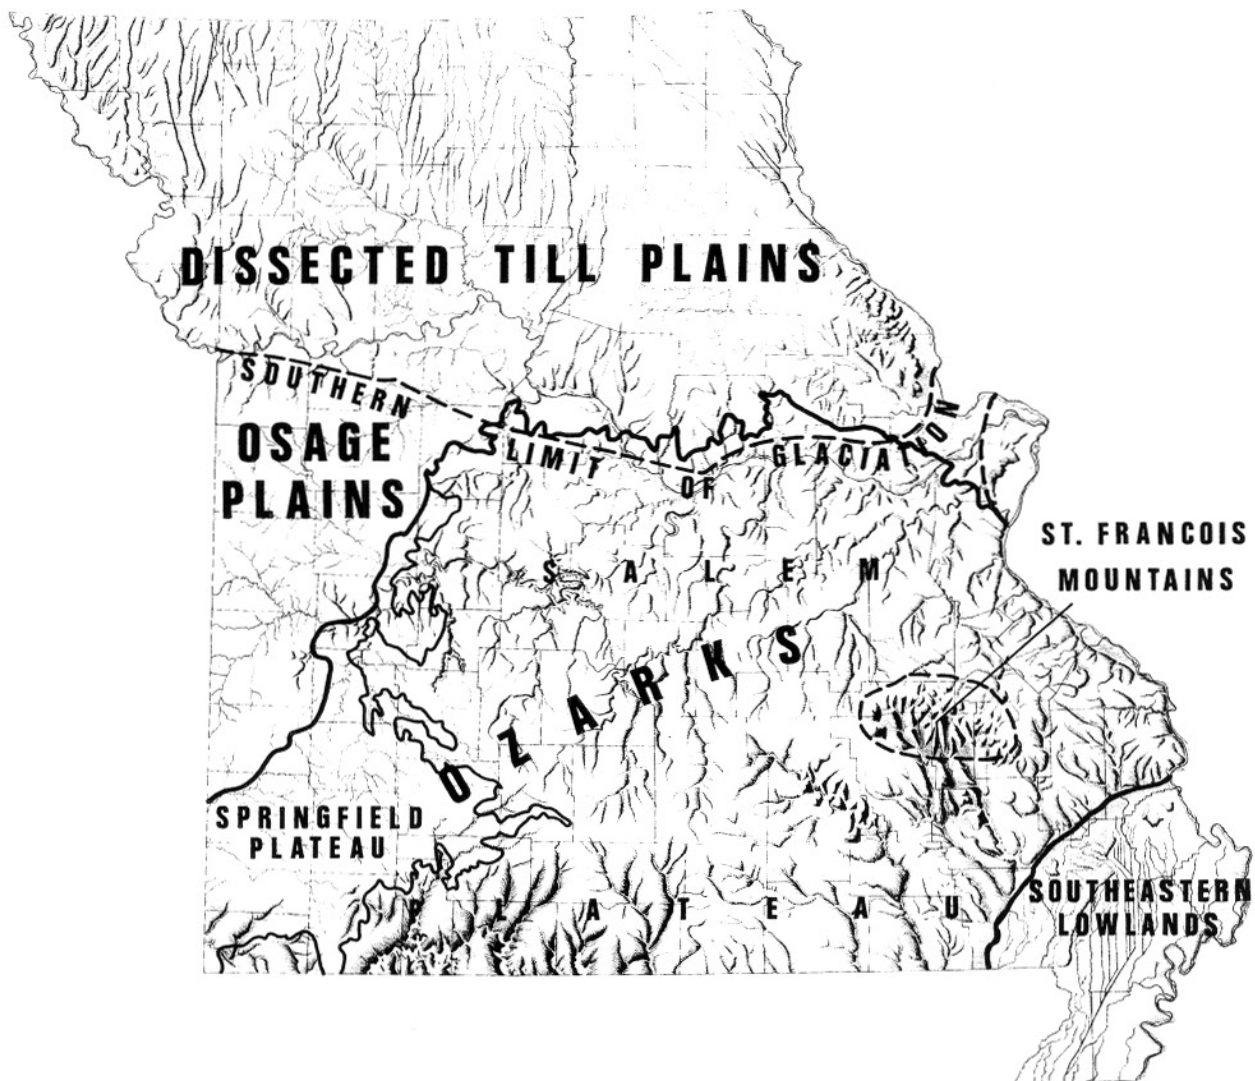 DISSECTED TILL PLAINS
SOUTHERN LIMIT OF GLACIATION
OSAGE
PLAINS
ST. FRANCOIS
MOUNTAINS
SALEM
OZARKS
SPRINGFIELD
PLATEAU
PLATEAU
SOUTHEASTERN
LOWLANDS